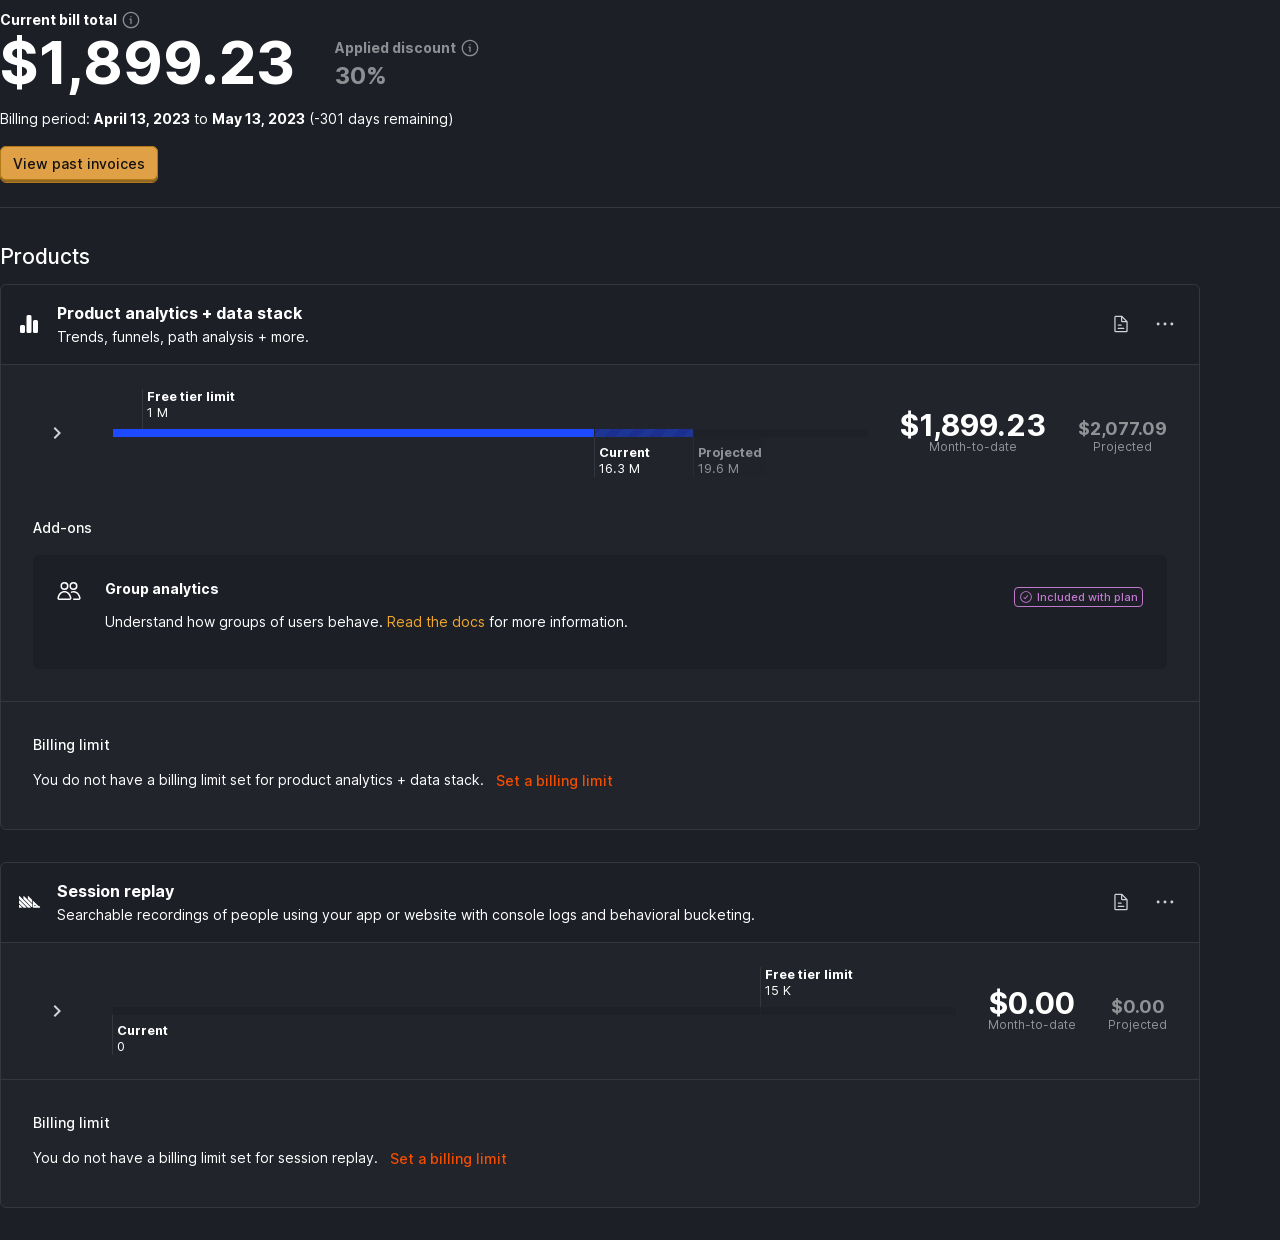 Current bill total
$1,899.23
Applied discount
30%
Billing period: April 13, 2023 to May 13, 2023 (-301 days remaining)
View past invoices
Products
Product analytics + data stack
Trends, funnels, path analysis + more.
Free tier limit
1 M
Current
16.3 M
Projected
19.6 M
$1,899.23
Month-to-date
$2,077.09
Projected
Add-ons
Group analytics
Included with plan
Understand how groups of users behave. Read the docs for more information.
Billing limit
You do not have a billing limit set for product analytics + data stack. Set a billing limit
Session replay
Searchable recordings of people using your app or website with console logs and behavioral bucketing.
Free tier limit
15 K
Current
0
$0.00
Month-to-date
$0.00
Projected
Billing limit
You do not have a billing limit set for session replay. Set a billing limit